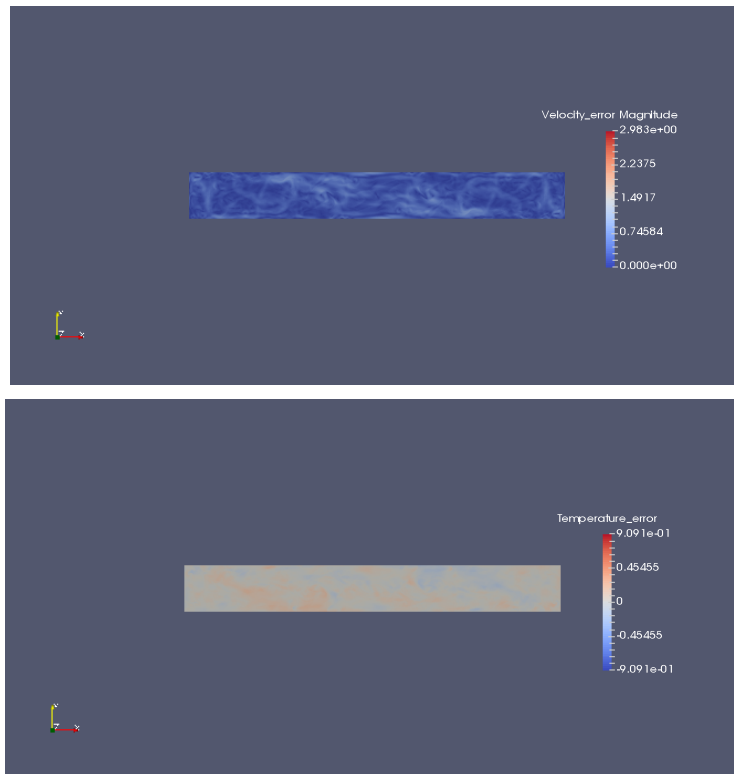 Velocity_error Magnitude
2.983e+00
2.2375
1.4917
0.74584
0.000e+00
Y
Z
X
Temperature_error
9.091e-01
0.45455
0
-0.45455
-9.091e-01
Y
Z
X